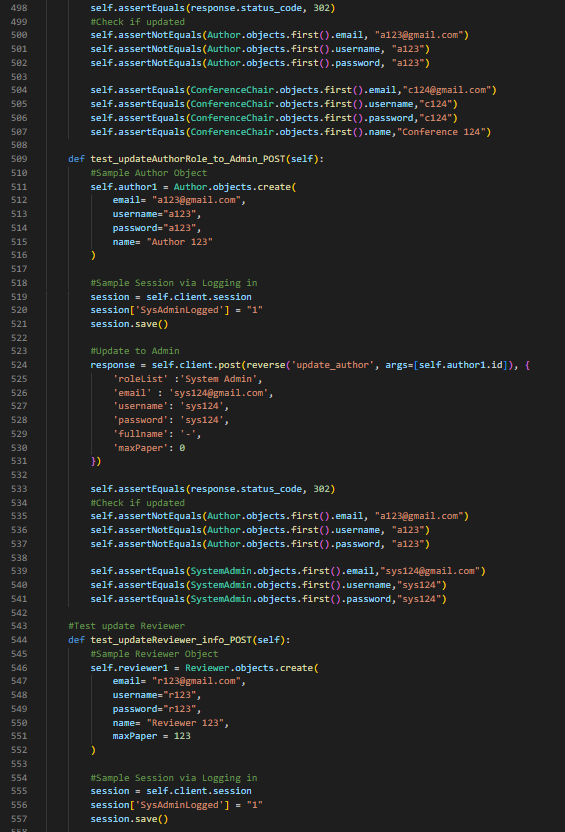 498 self.assertEquals(response.status_code, 302)
499 #Check if updated
500 self.assertNotEquals(Author.objects.first().email, "a123@gmail.com")
501 self.assertNotEquals(Author.objects.first().username, "a123")
502 self.assertNotEquals(Author.objects.first().password, "a123")
503
504 self.assertEquals(ConferenceChair.objects.first().email,"c124@gmail.com")
505 self.assertEquals(ConferenceChair.objects.first().username,"c124")
506 self.assertEquals(ConferenceChair.objects.first().password,"c124")
507 self.assertEquals(ConferenceChair.objects.first().name,"Conference 124")
508
509 def test_updateAuthorRole_to_Admin_POST(self):
510 #Sample Author Object
511 self.author1 = Author.objects.create(
512 email= "a123@gmail.com",
513 username="a123",
514 password="a123",
515 name= "Author 123"
516 )
517
518 #Sample Session via Logging in
519 session = self.client.session
520 session['SysAdminLogged'] = "1"
521 session.save()
522
523 #Update to Admin
524 response = self.client.post(reverse('update_author', args=[self.author1.id]), {
525 'roleList' :'System Admin',
526 'email' : 'sys124@gmail.com',
527 'username': 'sys124',
528 'password': 'sys124',
529 'fullname': '-',
530 'maxPaper': 0
531 })
532
533 self.assertEquals(response.status_code, 302)
534 #Check if updated
535 self.assertNotEquals(Author.objects.first().email, "a123@gmail.com")
536 self.assertNotEquals(Author.objects.first().username, "a123")
537 self.assertNotEquals(Author.objects.first().password, "a123")
538
539 self.assertEquals(SystemAdmin.objects.first().email,"sys124@gmail.com")
540 self.assertEquals(SystemAdmin.objects.first().username,"sys124")
541 self.assertEquals(SystemAdmin.objects.first().password,"sys124")
542
543 #Test update Reviewer
544 def test_updateReviewer_info_POST(self):
545 #Sample Reviewer Object
546 self.reviewer1 = Reviewer.objects.create(
547 email= "r123@gmail.com",
548 username="r123",
549 password="r123",
550 name= "Reviewer 123",
551 maxPaper = 123
552 )
553
554 #Sample Session via Logging in
555 session = self.client.session
556 session['SysAdminLogged'] = "1"
557 session.save()